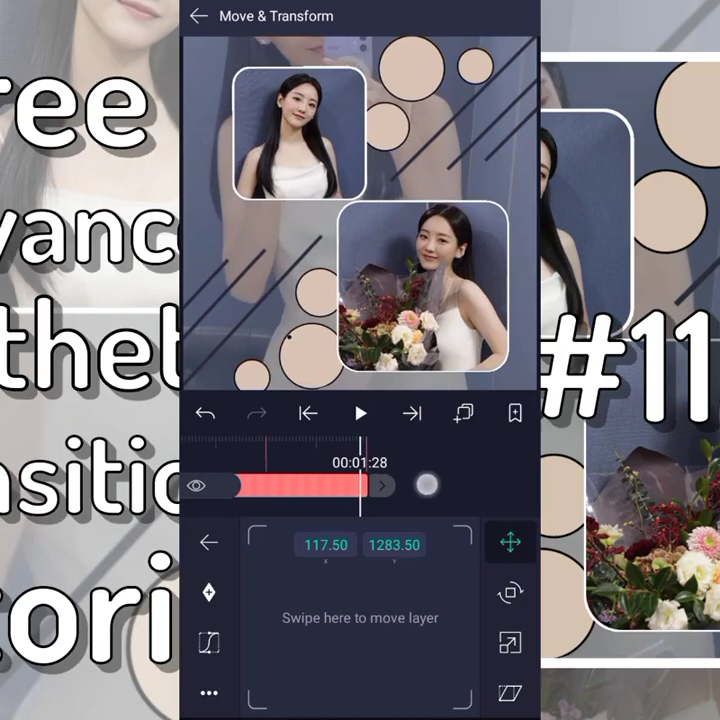 Move & Transform
ree
vanc
thet
#11
00:01:28
nsitio
117.50 1283.50
X Y
Swipe here to move layer
tori